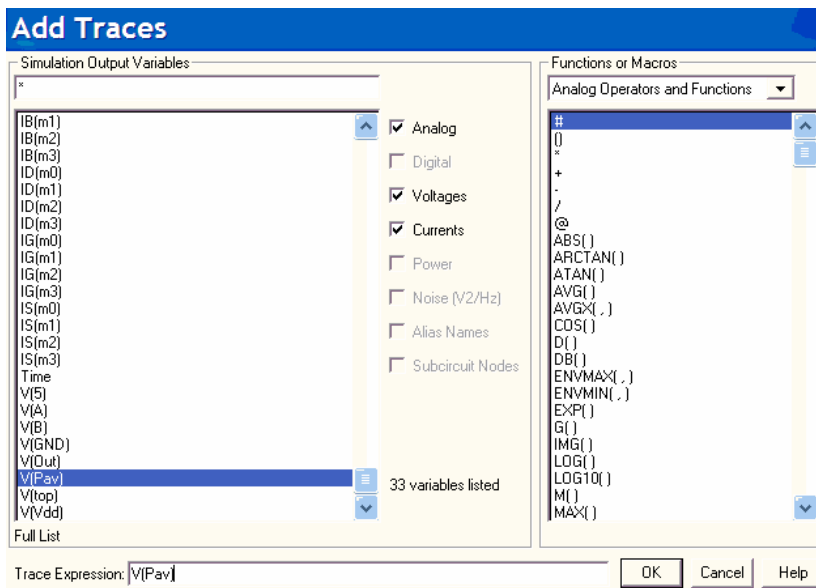 Add Traces
Simulation Output Variables
*
IB(m1)
IB(m2)
IB(m3)
ID(m0)
ID(m1)
ID(m2)
ID(m3)
IG(m0)
IG(m1)
IG(m2)
IG(m3)
IS(m0)
IS(m1)
IS(m2)
IS(m3)
Time
V(5)
V(A)
V(B)
V(GND)
V(Out)
V(Pav)
V(top)
V(Vdd)
Full List
Analog
Digital
Voltages
Currents
Power
Noise (V2/Hz)
Alias Names
Subcircuit Nodes
33 variables listed
Functions or Macros
Analog Operators and Functions
#
()
*
+
-
/
@
ABS( )
ARCTAN( )
ATAN( )
AVG( )
AVGX( , )
COS( )
D( )
DB( )
ENVMAX( , )
ENVMIN( , )
EXP( )
G( )
IMG( )
LOG( )
LOG10( )
M( )
MAX( )
Trace Expression: V(Pav)
OK
Cancel
Help